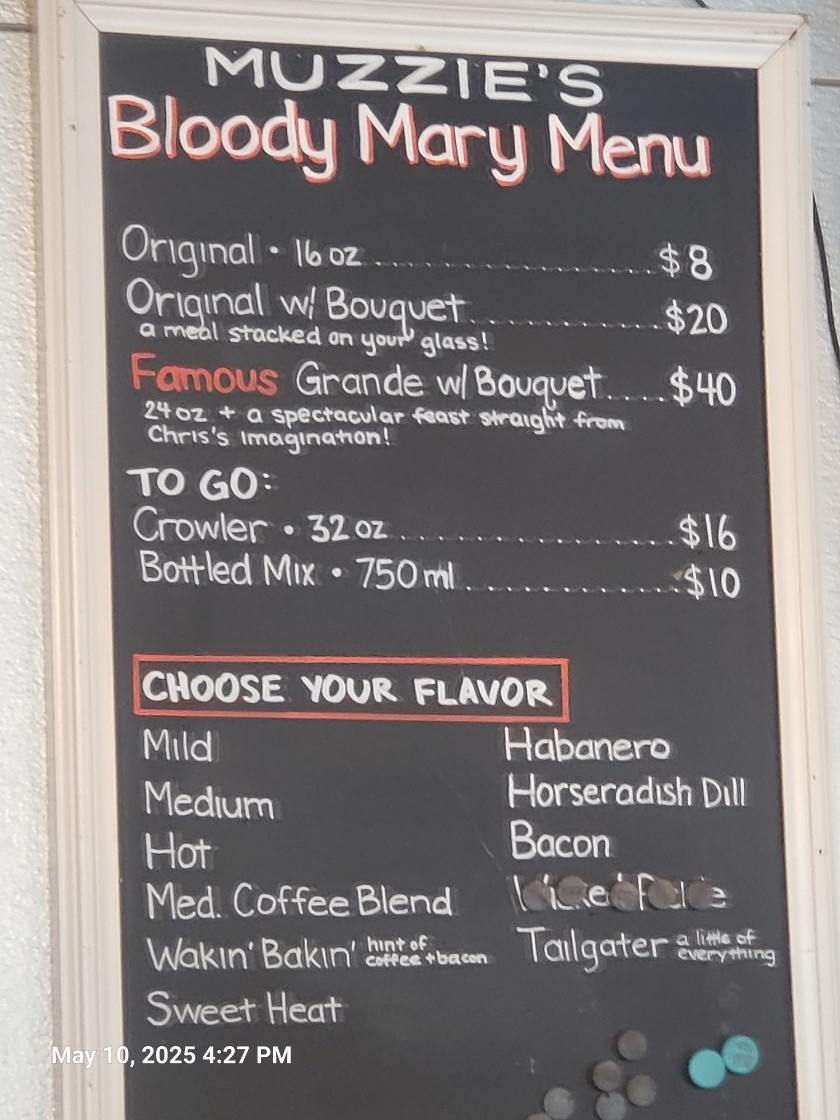 MUZZIE'S
Bloody Mary Menu
Original • 16 oz..............................$8
Original w/ Bouquet....................$20
a meal stacked on your glass!
Famous Grande w/ Bouquet......$40
24 oz + a spectacular feast straight from
Chris's imagination!
TO GO:
Crowler • 32 oz..............................$16
Bottled Mix • 750 ml......................$10
CHOOSE YOUR FLAVOR
Mild
Medium
Hot
Med. Coffee Blend
Wakin' Bakin' hint of
coffee + bacon
Sweet Heat
Habanero
Horseradish Dill
Bacon
Tailgater a little of
everything
May 10, 2025 4:27 PM